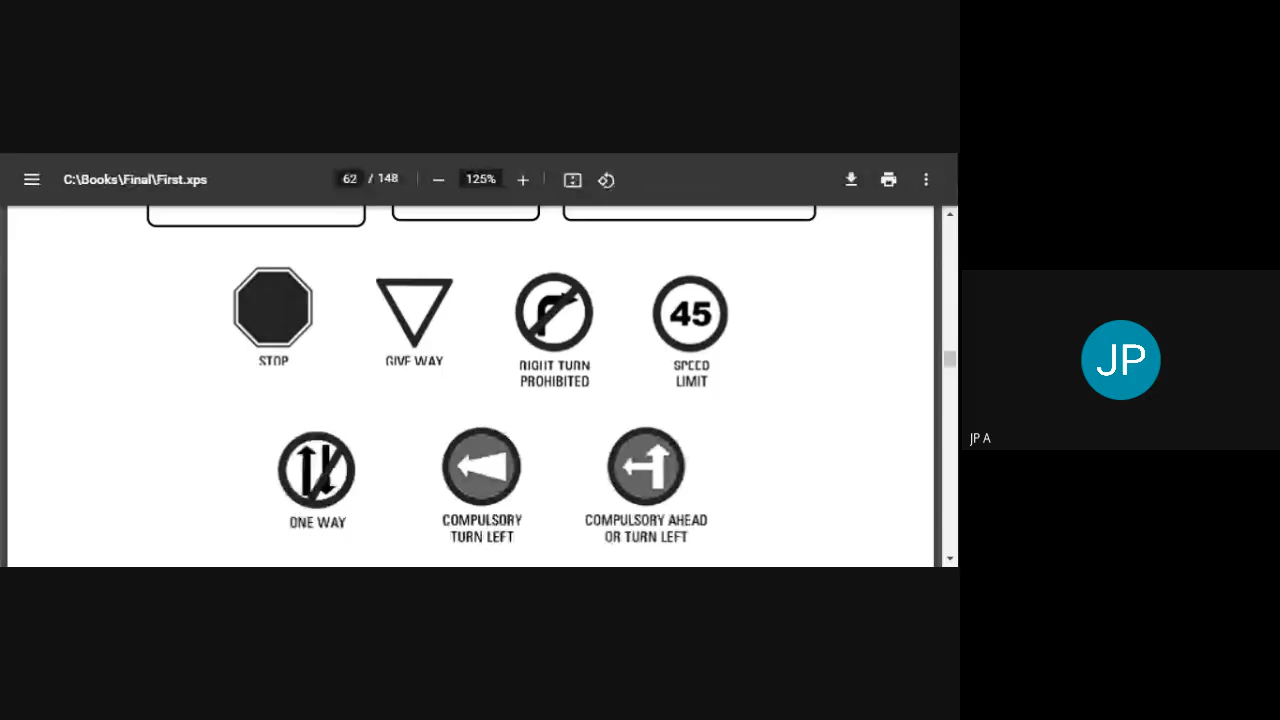 C:\Books\Final\First.xps
62 / 148
125%
STOP
GIVE WAY
RIGHT TURN
PROHIBITED
45
SPEED
LIMIT
ONE WAY
COMPULSORY
TURN LEFT
COMPULSORY AHEAD
OR TURN LEFT
JP
JP A